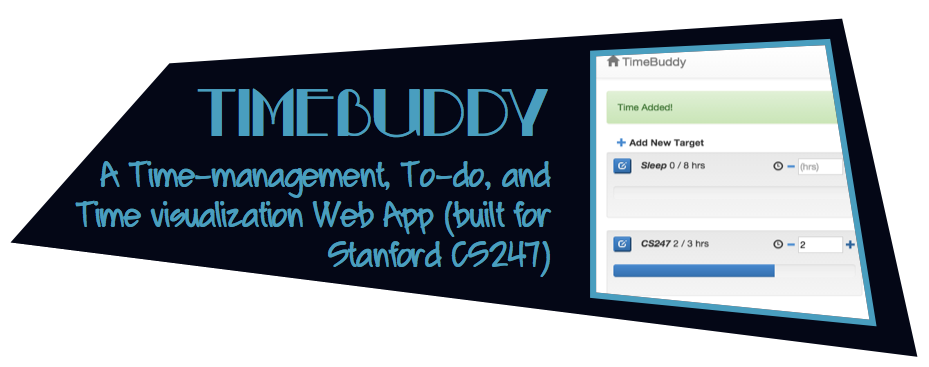 TIMEBUDDY
A Time-management, To-do, and
Time visualization Web App (built for
Stanford CS247)
TimeBuddy
Time Added!
Add New Target
Sleep 0 / 8 hrs (hrs)
CS247 2 / 3 hrs 2